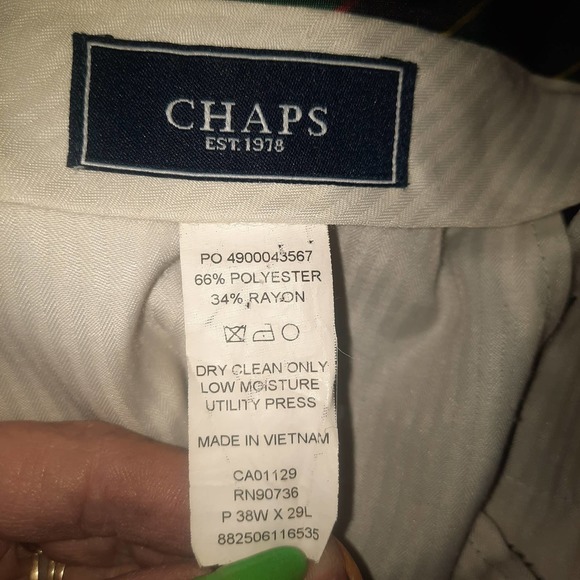 CHAPS
EST. 1978
PO 4900043567
66% POLYESTER
34% RAYON
DRY CLEAN ONLY
LOW MOISTURE
UTILITY PRESS
MADE IN VIETNAM
CA01129
RN90736
P 38W X 29L
882506116535